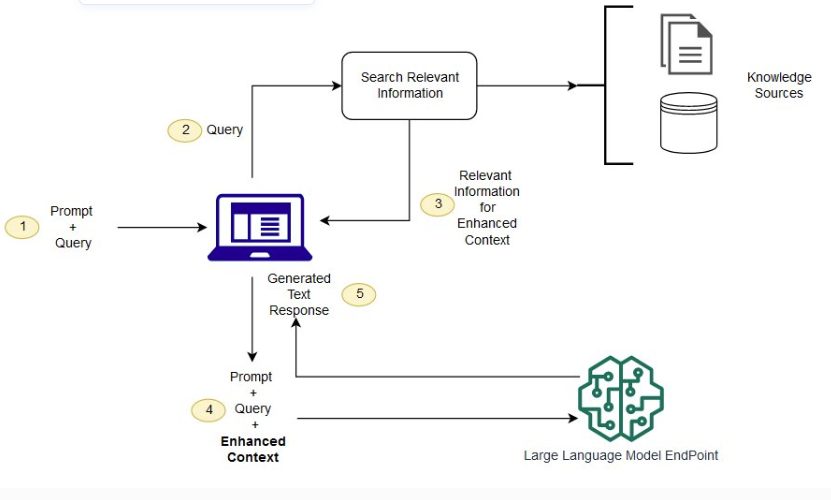 Search Relevant
Information
Knowledge
Sources
2 Query
Relevant
Information
for
Enhanced
Context
3
1
Prompt
+
Query
Generated
Text
Response
5
Prompt
+
4 Query
+
Enhanced
Context
Large Language Model EndPoint